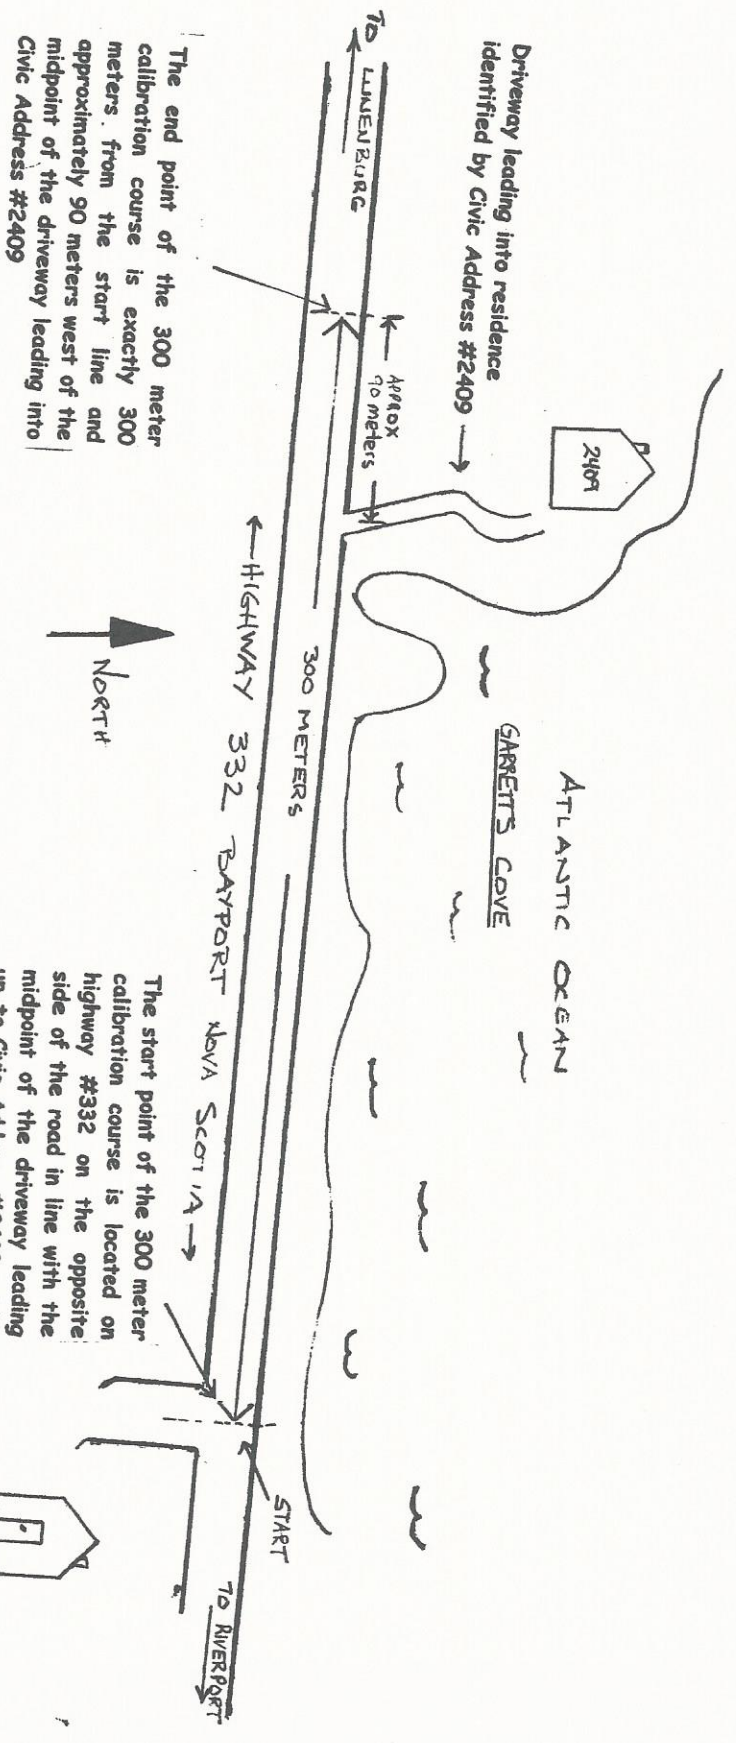 Driveway leading into residence
identified by Civic Address #2409
2409
ATLANTIC OCEAN
GARRETTS COVE
TO LUNENBURG
APPROX
90 meters
300 METERS
START
TO RIVERPORT
HIGHWAY 332 BAYPORT NOVA SCOTIA
NORTH
The end point of the 300 meter
calibration course is exactly 300
meters from the start line and
approximately 90 meters west of the
midpoint of the driveway leading into
Civic Address #2409
The start point of the 300 meter
calibration course is located on
highway #332 on the opposite
side of the road in line with the
midpoint of the driveway leading